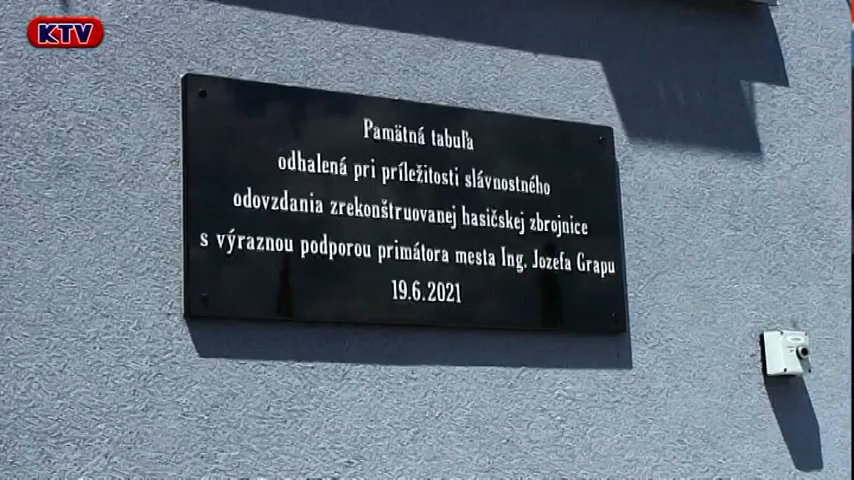 KTV
Pamätná tabuľa
odhalená pri príležitosti slávnostného
odovzdania zrekonštruovanej hasičskej zbrojnice
s výraznou podporou primátora mesta Ing. Jozefa Grapu
19.6.2021